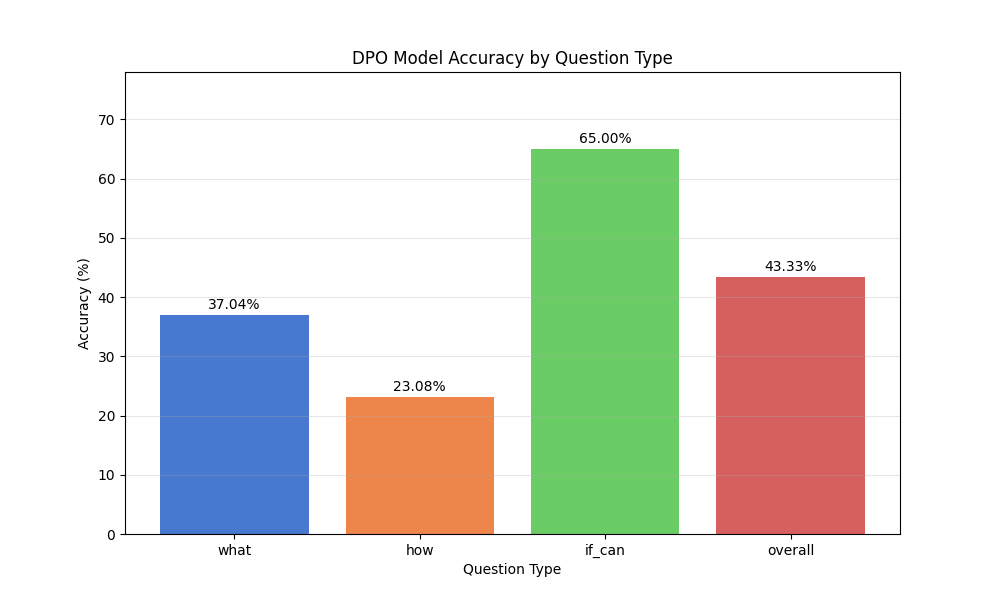 DPO Model Accuracy by Question Type
Accuracy (%)
70
60
50
40
30
20
10
0
37.04%
23.08%
65.00%
43.33%
what
how
if_can
overall
Question Type